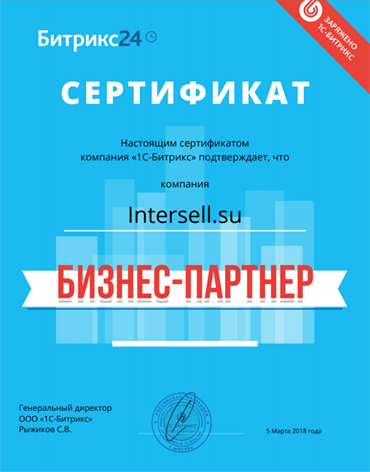 Битрикс24
ЗАРЯЖЕНО
1С-БИТРИКС
СЕРТИФИКАТ
Настоящим сертификатом
компания «1С-Битрикс» подтверждает, что
компания
Intersell.su
БИЗНЕС-ПАРТНЕР
Генеральный директор
ООО «1С-Битрикс»
Рыжиков С.В.
5 Марта 2018 года